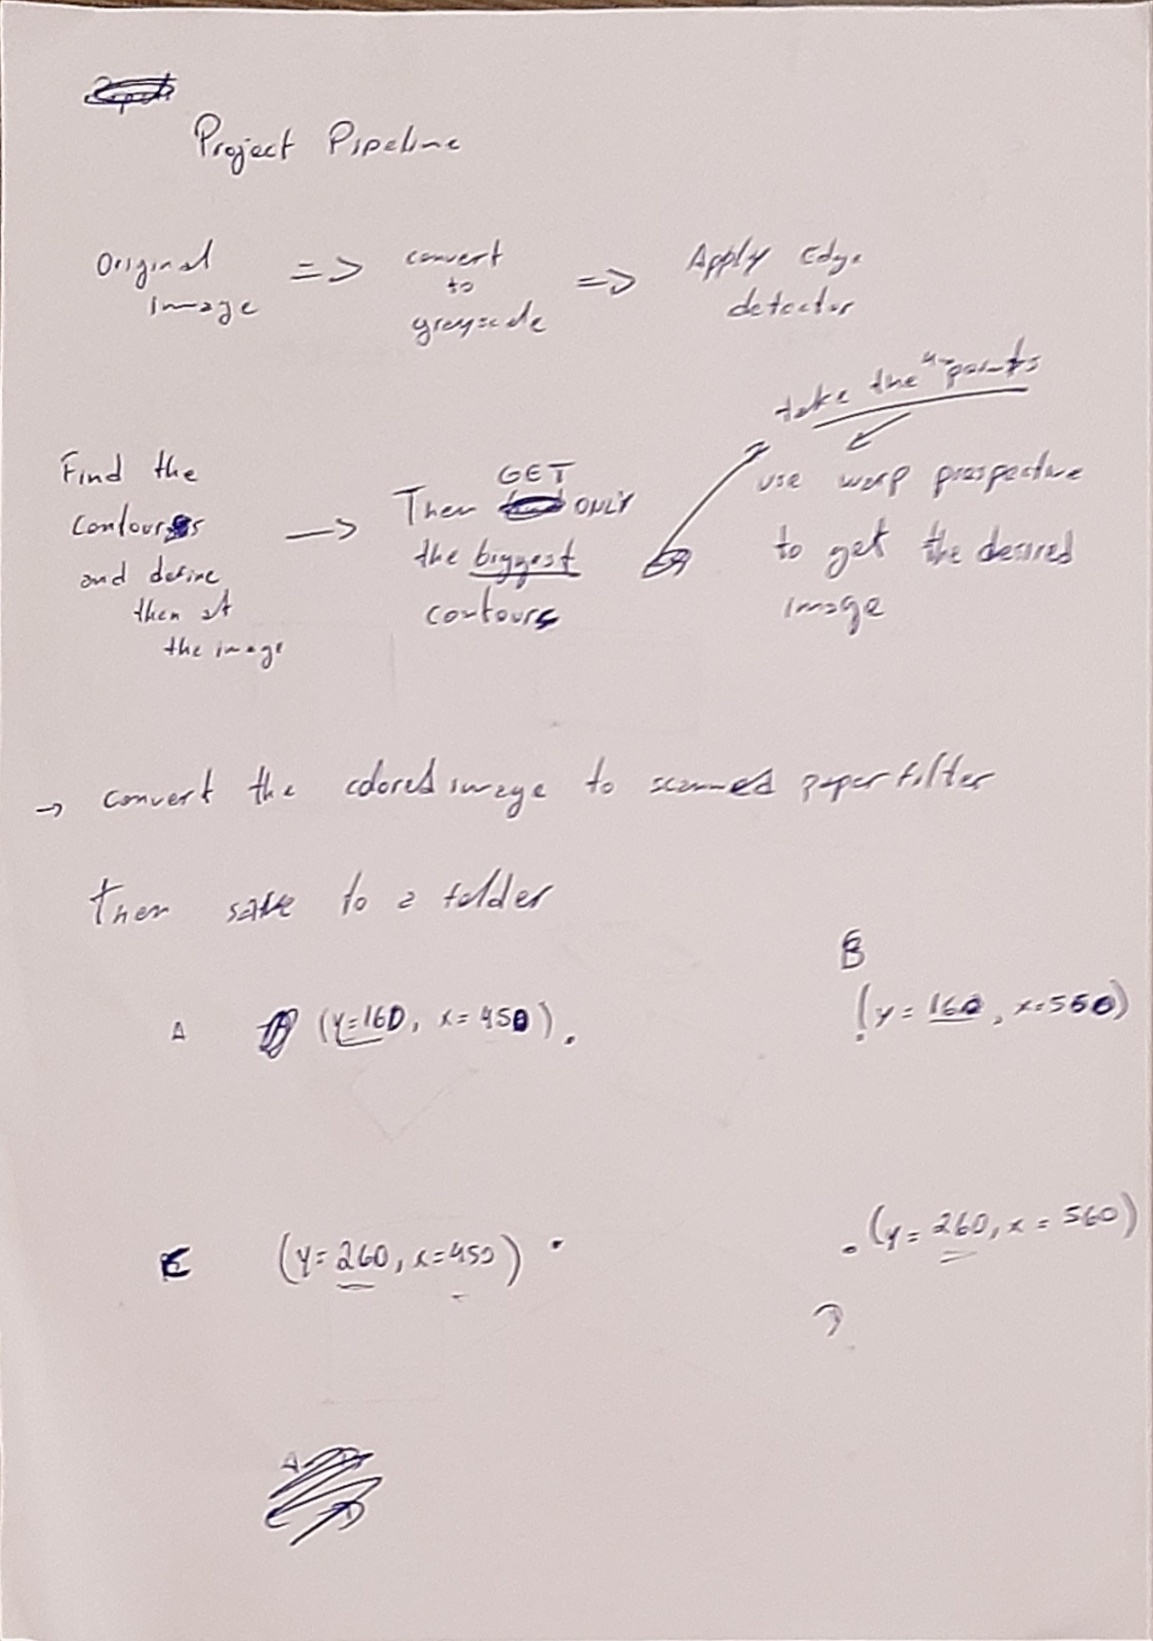 Project Pipeline
Original
image
=>
convert
to
greyscale
=>
Apply Edge
detector
Find the
contours
and define
then at
the image
→
GET
Then ONLY
the biggest
contours
take the 4 points
use warp prespective
to get the desired
image
→ convert the colored image to scanned paper filter
then save to a folder
A (y=160, x=450) .
B
(y=160, x=560)
C (y=260, x=450) .
. (y=260, x=560)